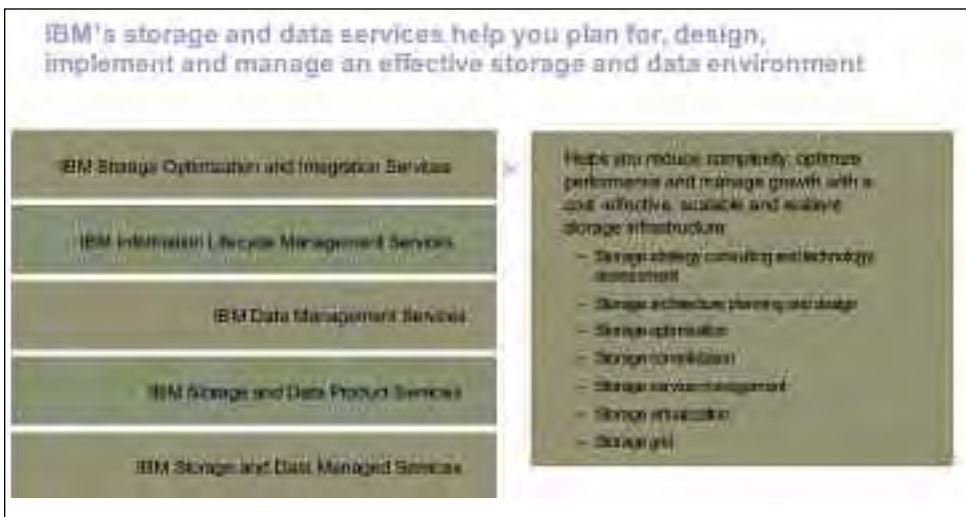 IBM's storage and data services help you plan for, design,
implement and manage an effective storage and data environment
IBM Storage Optimization and Integration Services
IBM Information Lifecycle Management Services
IBM Data Management Services
IBM Storage and Data Product Services
IBM Storage and Data Managed Services
Helps you reduce complexity, optimize
performance and manage growth with a
cost-effective, scalable and resilient
storage infrastructure
– Storage strategy consulting and technology
assessment
– Storage architecture planning and design
– Storage optimization
– Storage consolidation
– Storage service management
– Storage virtualization
– Storage grid